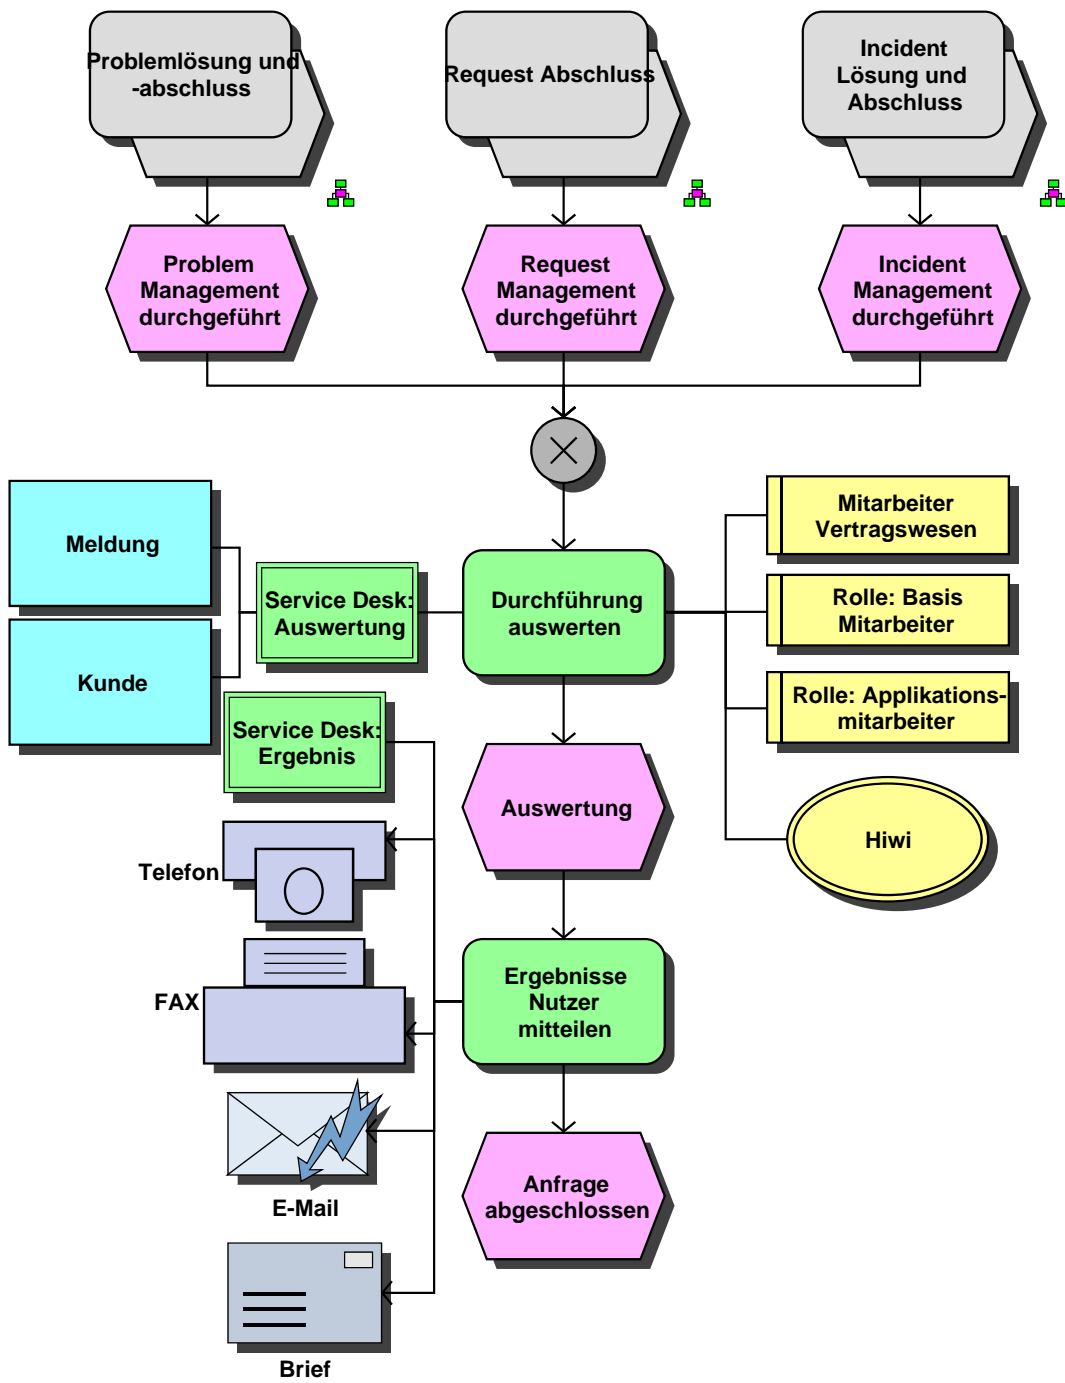 Problemlösung und
-abschluss
Request Abschluss
Incident
Lösung und
Abschluss
Problem
Management
durchgeführt
Request
Management
durchgeführt
Incident
Management
durchgeführt
Meldung
Kunde
Service Desk:
Auswertung
Durchführung
auswerten
Mitarbeiter
Vertragswesen
Rolle: Basis
Mitarbeiter
Rolle: Applikations-
mitarbeiter
Hiwi
Service Desk:
Ergebnis
Auswertung
Telefon
FAX
Ergebnisse
Nutzer
mitteilen
E-Mail
Anfrage
abgeschlossen
Brief